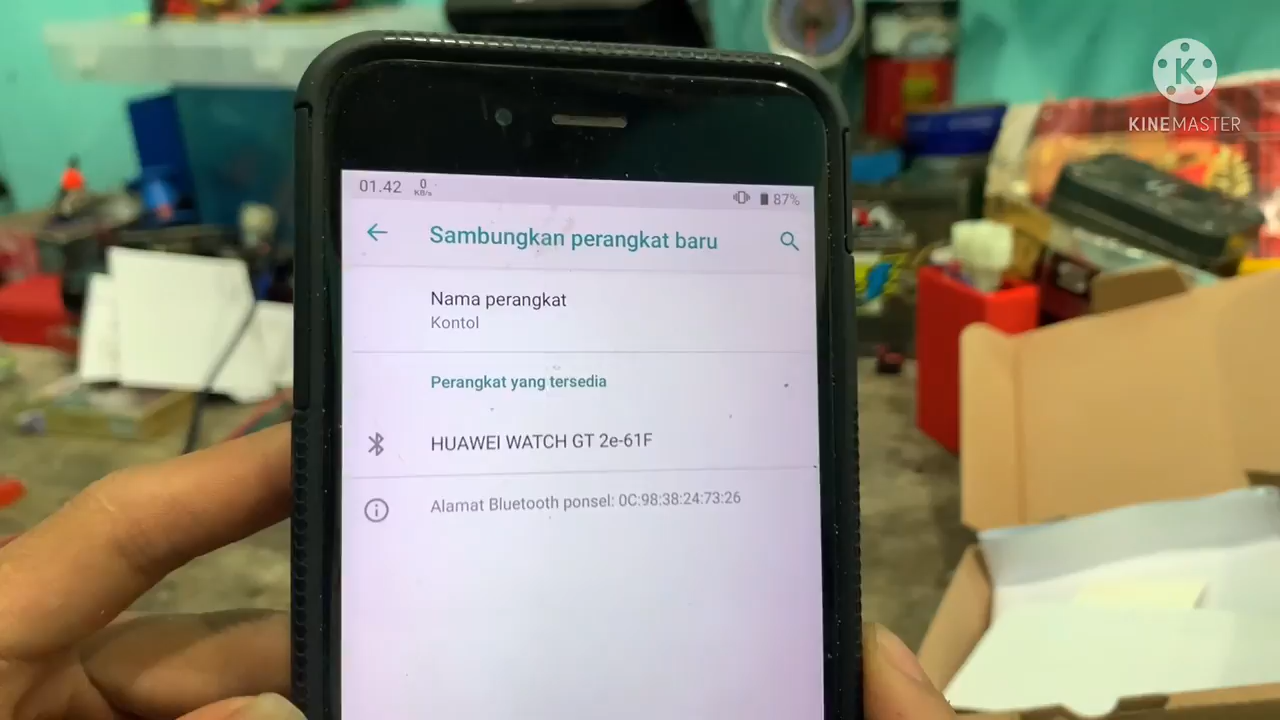 K
KINEMASTER
01.42 0 KB/s 87%
Sambungkan perangkat baru
Nama perangkat
Kontol
Perangkat yang tersedia
HUAWEI WATCH GT 2e-61F
Alamat Bluetooth ponsel: 0C:98:38:24:73:26